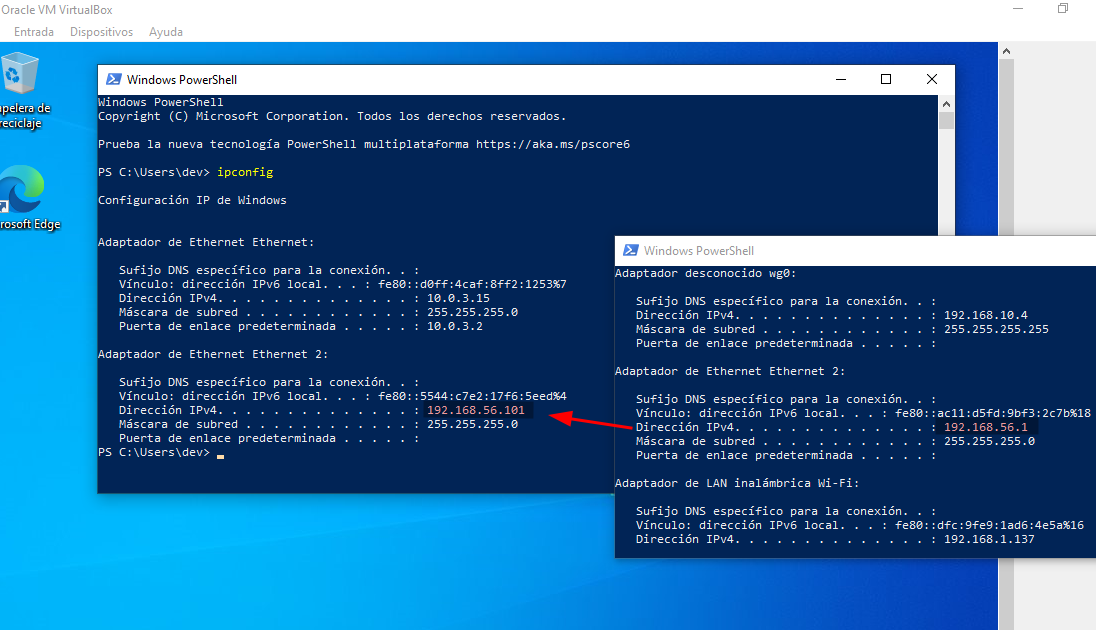 Oracle VM VirtualBox
Entrada Dispositivos Ayuda
apelera de
reciclaje
rosoft Edge
Windows PowerShell
Windows PowerShell
Copyright (C) Microsoft Corporation. Todos los derechos reservados.
Prueba la nueva tecnología PowerShell multiplataforma https://aka.ms/pscore6
PS C:\Users\dev> ipconfig
Configuración IP de Windows
Adaptador de Ethernet Ethernet:
Sufijo DNS específico para la conexión. . :
Vínculo: dirección IPv6 local. . . : fe80::d0ff:4caf:8ff2:1253%7
Dirección IPv4. . . . . . . . . . . . . . : 10.0.3.15
Máscara de subred . . . . . . . . . . . . : 255.255.255.0
Puerta de enlace predeterminada . . . . . : 10.0.3.2
Adaptador de Ethernet Ethernet 2:
Sufijo DNS específico para la conexión. . :
Vínculo: dirección IPv6 local. . . : fe80::5544:c7e2:17f6:5eed%4
Dirección IPv4. . . . . . . . . . . . . . : 192.168.56.101
Máscara de subred . . . . . . . . . . . . : 255.255.255.0
Puerta de enlace predeterminada . . . . . :
PS C:\Users\dev>
Windows PowerShell
Adaptador desconocido wg0:
Sufijo DNS específico para la conexión. . :
Dirección IPv4. . . . . . . . . . . . . . : 192.168.10.4
Máscara de subred . . . . . . . . . . . . : 255.255.255.255
Puerta de enlace predeterminada . . . . . :
Adaptador de Ethernet Ethernet 2:
Sufijo DNS específico para la conexión. . :
Vínculo: dirección IPv6 local. . . : fe80::ac11:d5fd:9bf3:2c7b%18
Dirección IPv4. . . . . . . . . . . . . . : 192.168.56.1
Máscara de subred . . . . . . . . . . . . : 255.255.255.0
Puerta de enlace predeterminada . . . . . :
Adaptador de LAN inalámbrica Wi-Fi:
Sufijo DNS específico para la conexión. . :
Vínculo: dirección IPv6 local. . . : fe80::dfc:9fe9:1ad6:4e5a%16
Dirección IPv4. . . . . . . . . . . . . . : 192.168.1.137